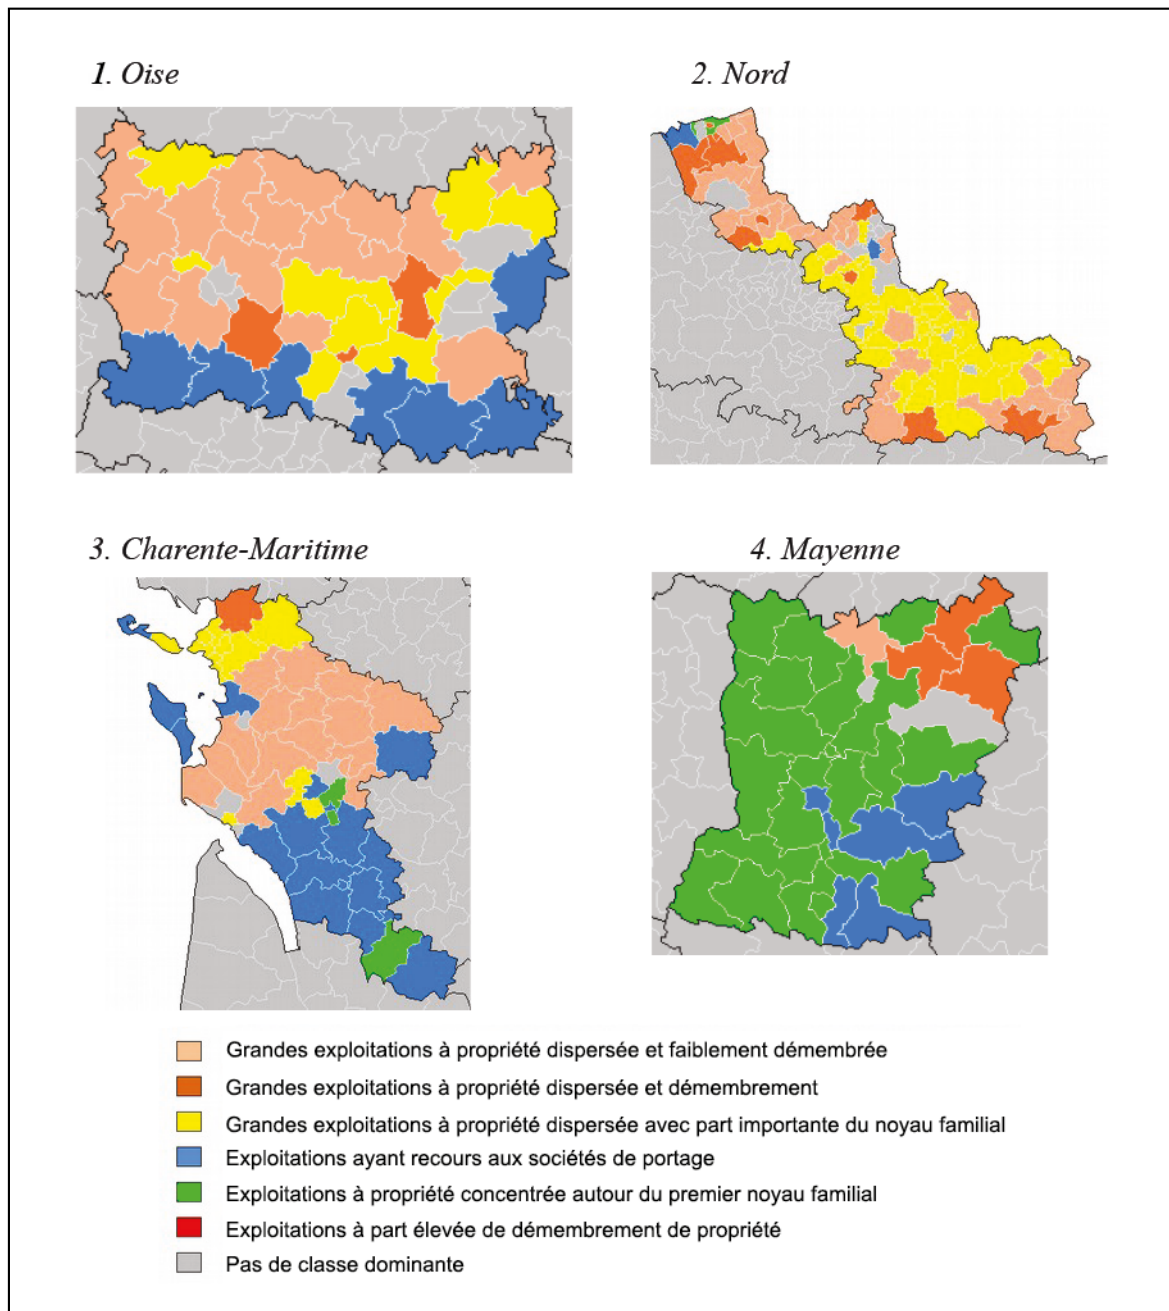 1. Oise
2. Nord
3. Charente-Maritime
4. Mayenne
Grandes exploitations à propriété dispersée et faiblement démembrée
Grandes exploitations à propriété dispersée et démembrement
Grandes exploitations à propriété dispersée avec part importante du noyau familial
Exploitations ayant recours aux sociétés de portage
Exploitations à propriété concentrée autour du premier noyau familial
Exploitations à part élevée de démembrement de propriété
Pas de classe dominante